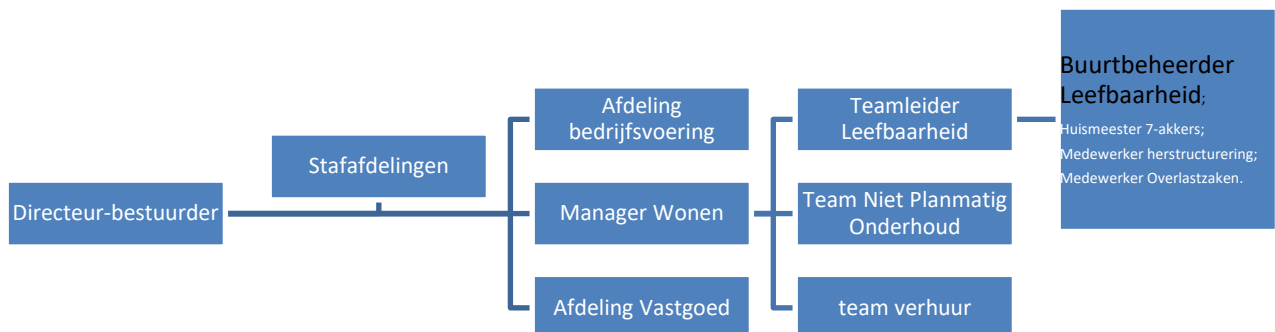 Directeur-bestuurder
Stafafdelingen
Afdeling
bedrijfsvoering
Manager Wonen
Afdeling Vastgoed
Teamleider
Leefbaarheid
Team Niet Planmatig
Onderhoud
team verhuur
Buurtbeheerder
Leefbaarheid;
Huismeester 7-akkers;
Medewerker herstructurering;
Medewerker Overlastzaken.